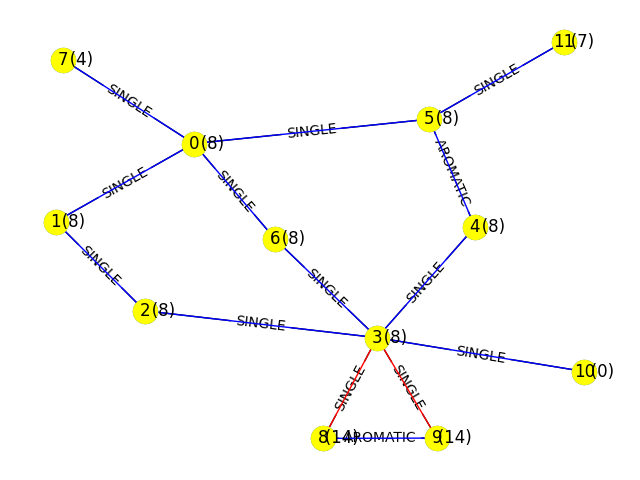 11(7)
7(4)
SINGLE
SINGLE
5(8)
SINGLE
0(8)
AROMATIC
SINGLE
SINGLE
1(8)
4(8)
6(8)
SINGLE
SINGLE
SINGLE
2(8)
SINGLE
3(8)
SINGLE
10(0)
SINGLE
SINGLE
8(14)
AROMATIC
9(14)